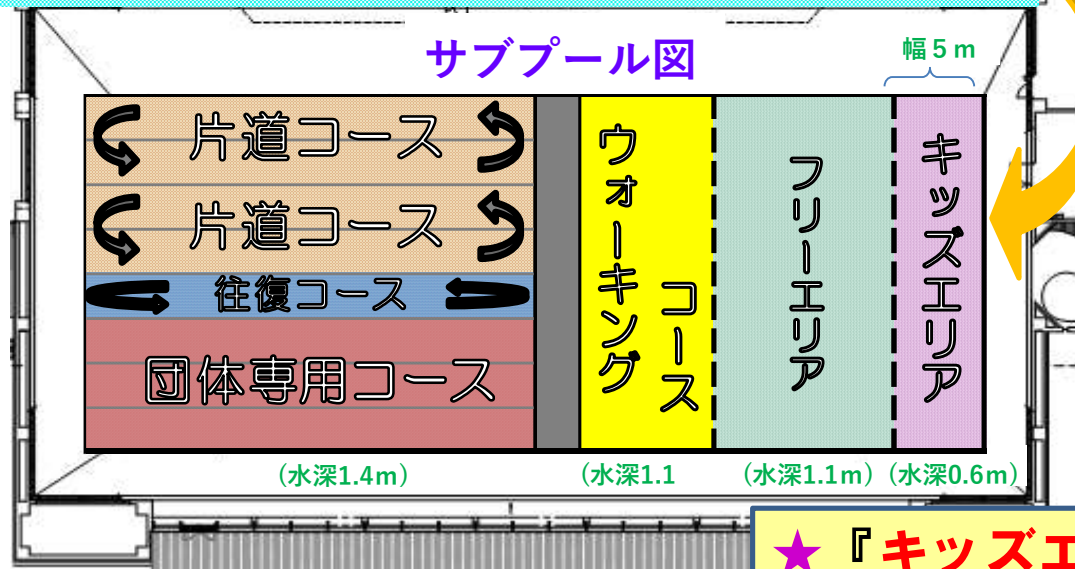 サブプール図
幅5m
片道コース
片道コース
往復コース
団体専用コース
ウォーキング
コース
フリーエリア
キッズエリア
(水深1.4m)
(水深1.1
(水深1.1m)
(水深0.6m)
★『キッズエ